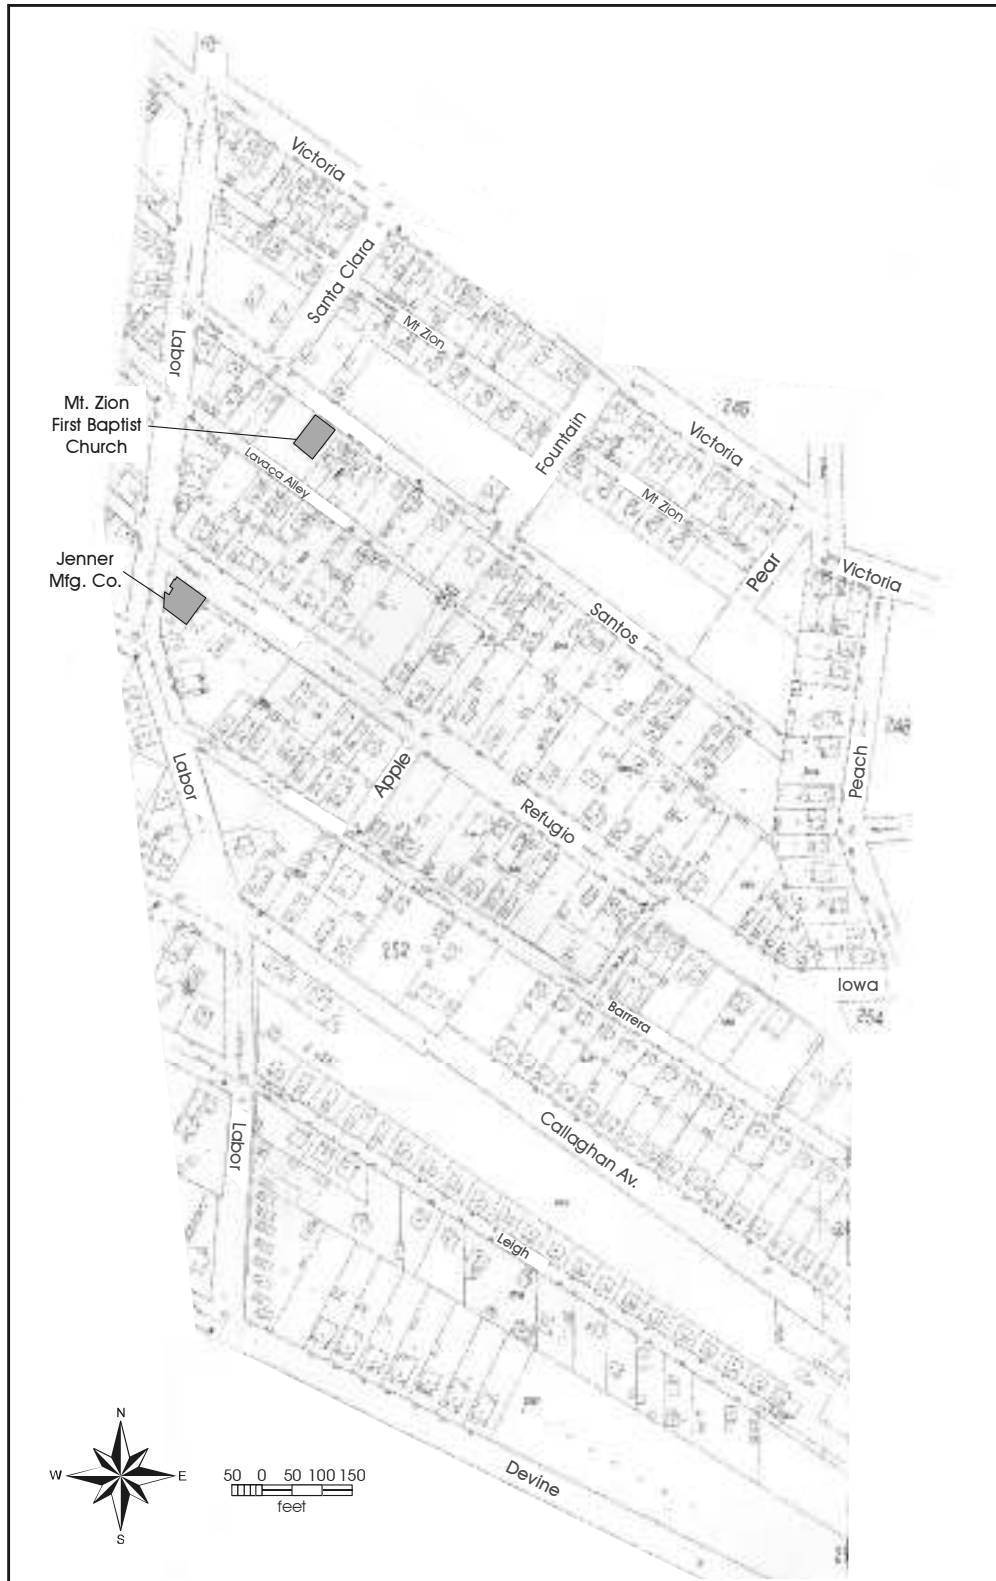 Victoria
Santa Clara
Mt Zion
Labor
Mt. Zion
First Baptist
Church
Lavaca Alley
Fountain
245
Victoria
Mt Zion
Pear
Victoria
Jenner
Mfg. Co.
Santos
248
Peach
Labor
Apple
Refugio
252
Iowa
254
Barrera
Labor
Callaghan Av.
Leigh
Devine
N
W
E
S
50 0 50 100 150
feet